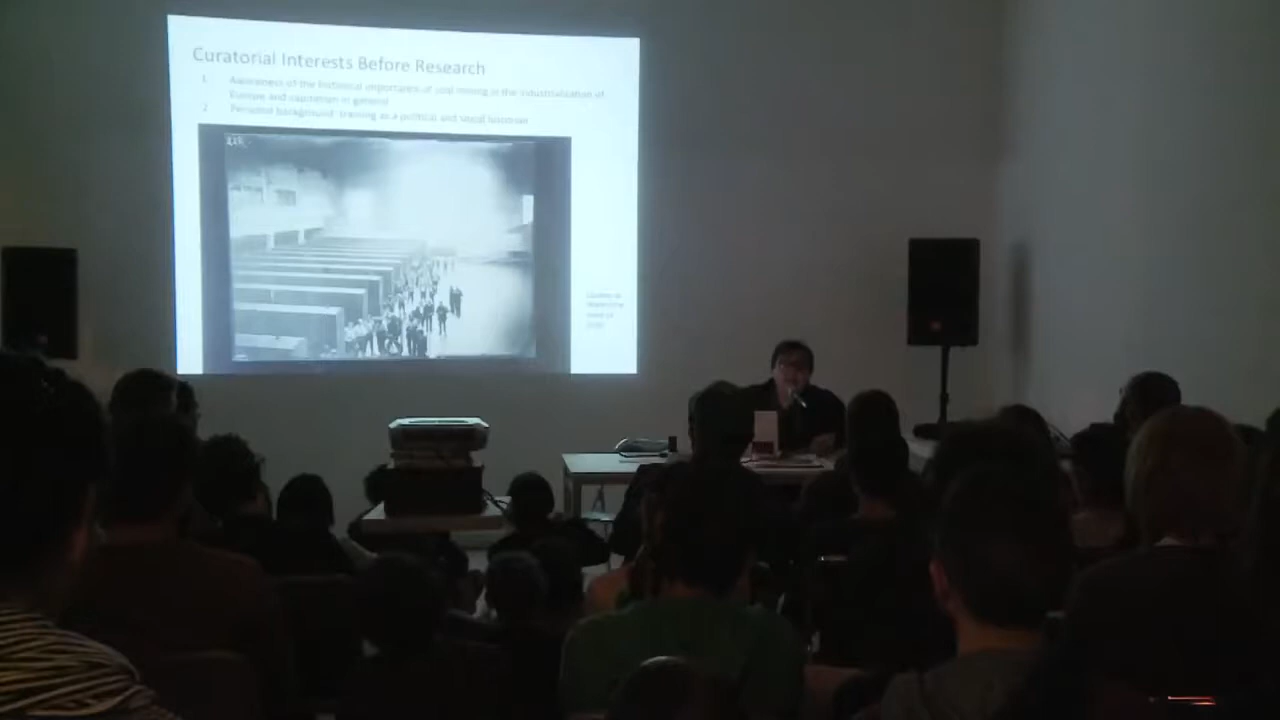 Curatorial Interests Before Research
1. Awareness of the historical importance of coal mining in the industrialisation of
Europe and capitalism in general
2. Personal background: training as a political and social historian